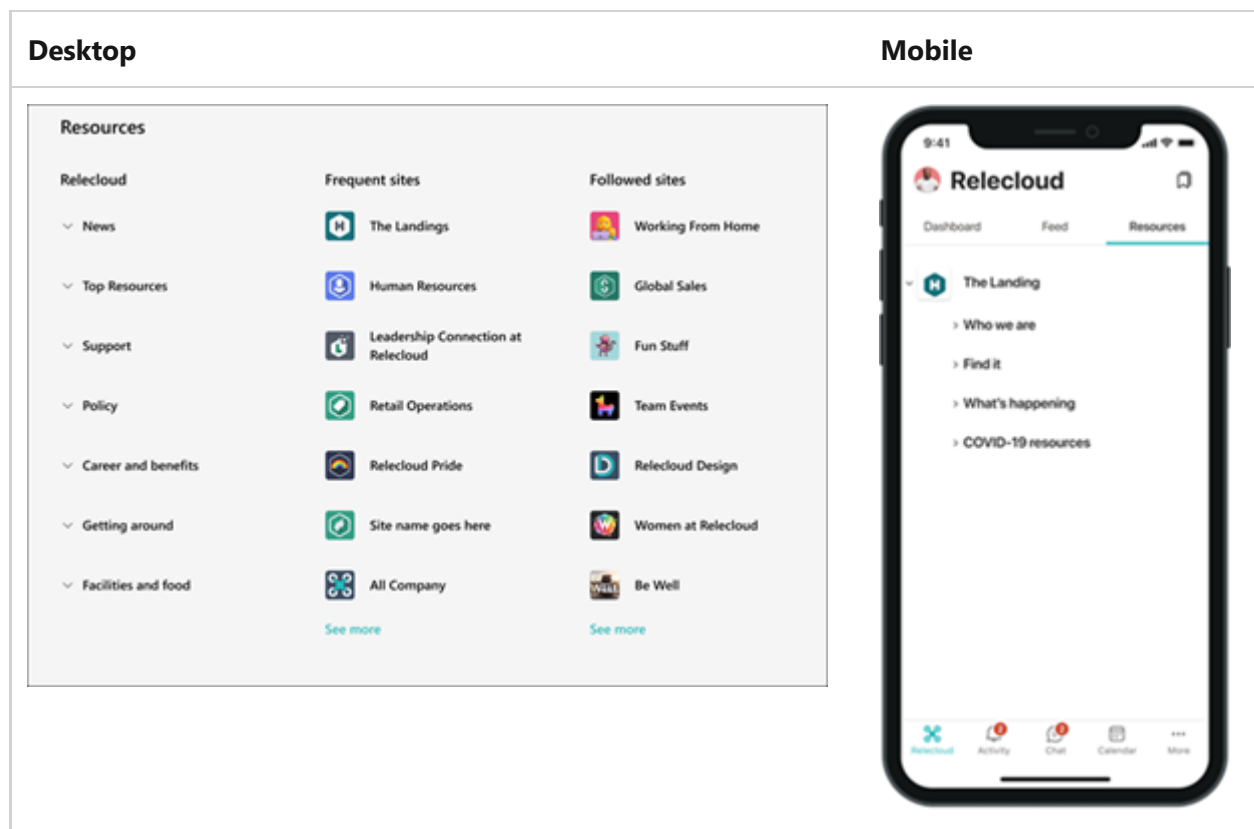 Desktop
Mobile
Resources
Relecloud
Frequent sites
Followed sites
News
The Landings
Working From Home
Top Resources
Human Resources
Global Sales
Support
Leadership Connection at
Relecloud
Fun Stuff
Policy
Retail Operations
Team Events
Career and benefits
Relecloud Pride
Relecloud Design
Getting around
Site name goes here
Women at Relecloud
Facilities and food
All Company
Be Well
See more
See more
9:41
Relecloud
Dashboard
Feed
Resources
H
The Landing
Who we are
Find it
What's happening
COVID-19 resources
2
2
Relecloud
Activity
Chat
Calendar
More